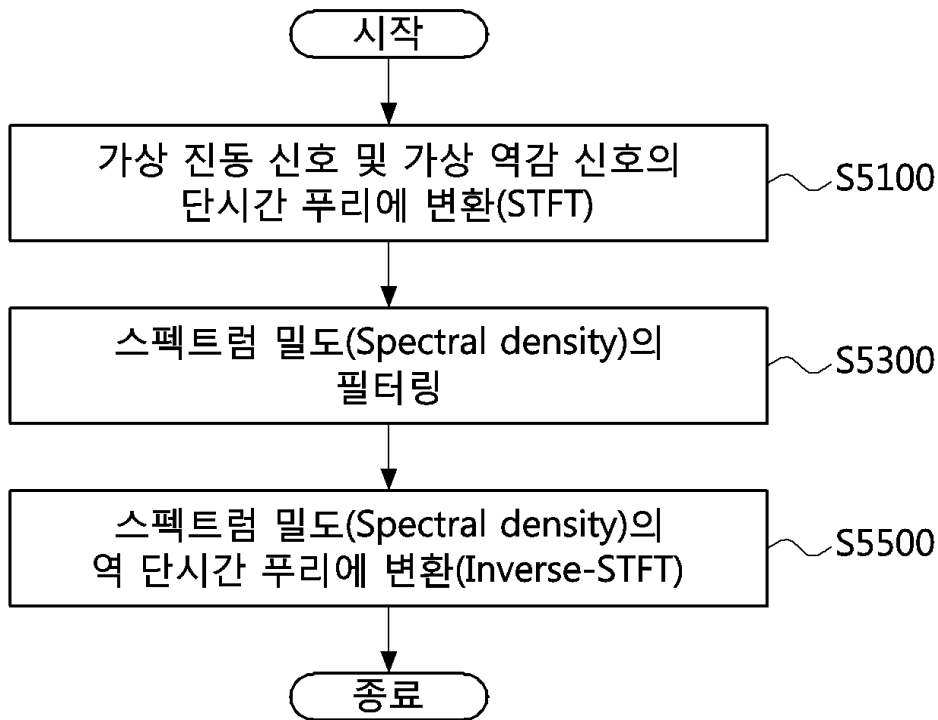 시작
가상 진동 신호 및 가상 역감 신호의
단시간 푸리에 변환(STFT)
S5100
스펙트럼 밀도(Spectral density)의
필터링
S5300
스펙트럼 밀도(Spectral density)의
역 단시간 푸리에 변환(Inverse-STFT)
S5500
종료